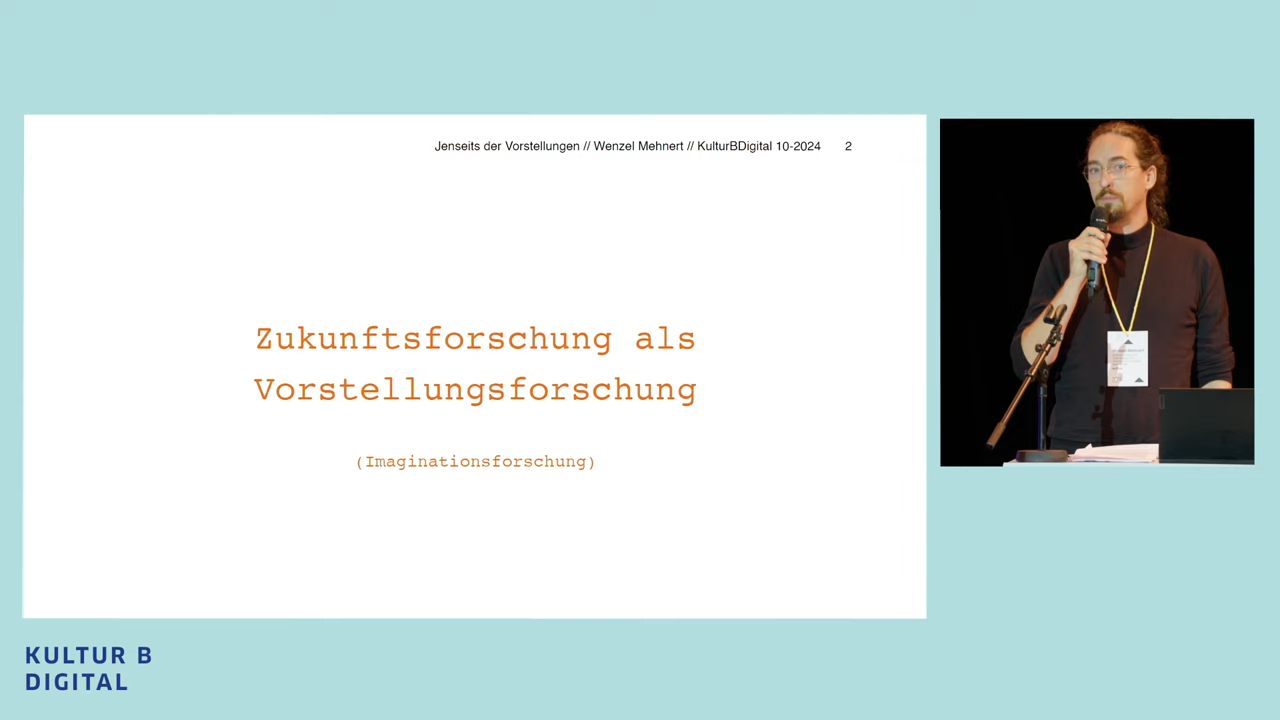 Jenseits der Vorstellungen // Wenzel Mehnert // KulturBDigital 10-2024 2
Zukunftsforschung als
Vorstellungsforschung
(Imaginationsforschung)
KULTUR B
DIGITAL